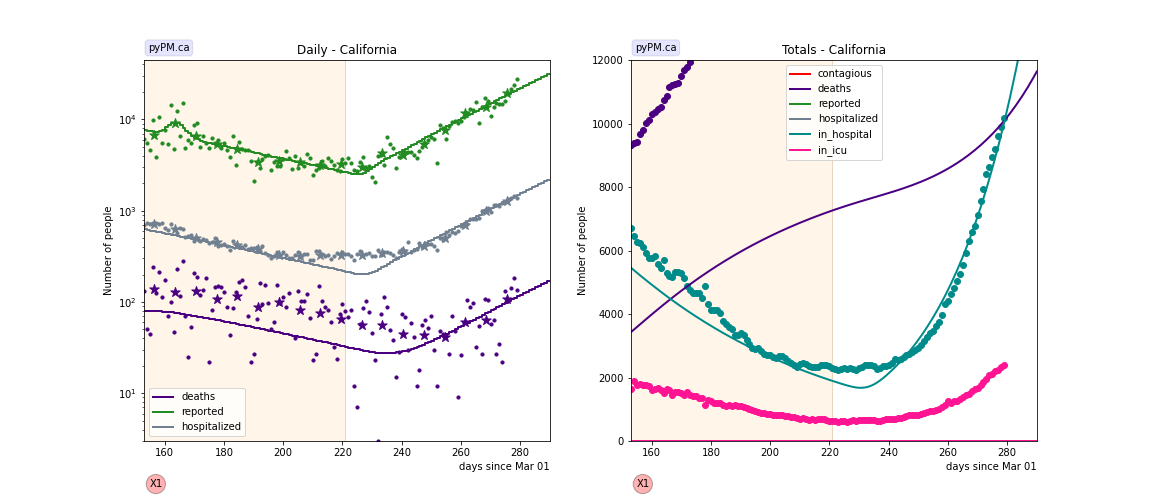 pyPM.ca
Daily - California
Number of people
10⁴
10³
10²
10¹
deaths
reported
hospitalized
160 180 200 220 240 260 280
days since Mar 01
X1
pyPM.ca
Totals - California
Number of people
12000
10000
8000
6000
4000
2000
0
contagious
deaths
reported
hospitalized
in_hospital
in_icu
160 180 200 220 240 260 280
days since Mar 01
X1